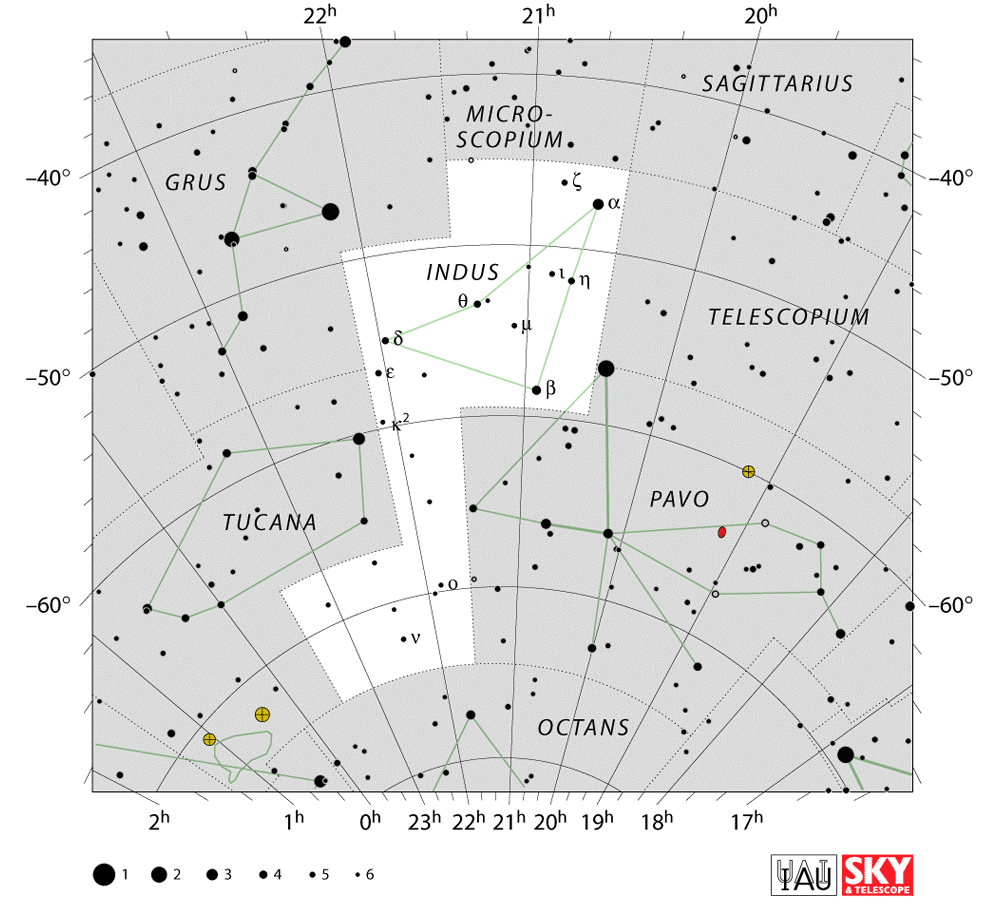 22h 21h 20h
SAGITTARIUS
MICRO-
SCOPIUM
–40° –40°
GRUS
ζ
α
INDUS
ι η
θ
μ
TELESCOPIUM
δ
–50° –50°
ε
β
κ2
PAVO
TUCANA
–60° –60°
ο
ν
OCTANS
2h 1h 0h 23h 22h 21h 20h 19h 18h 17h
1 2 3 4 5 6
IAU
SKY
& TELESCOPE